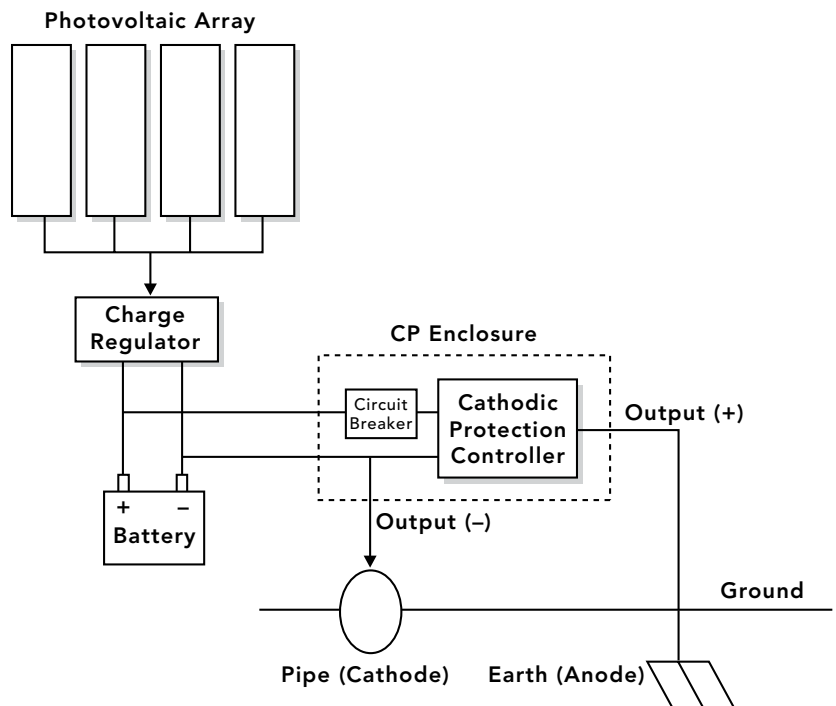 Photovoltaic Array
Charge
Regulator
CP Enclosure
Circuit
Breaker
Cathodic
Protection
Controller
Output (+)
+ –
Battery
Output (–)
Ground
Pipe (Cathode)
Earth (Anode)